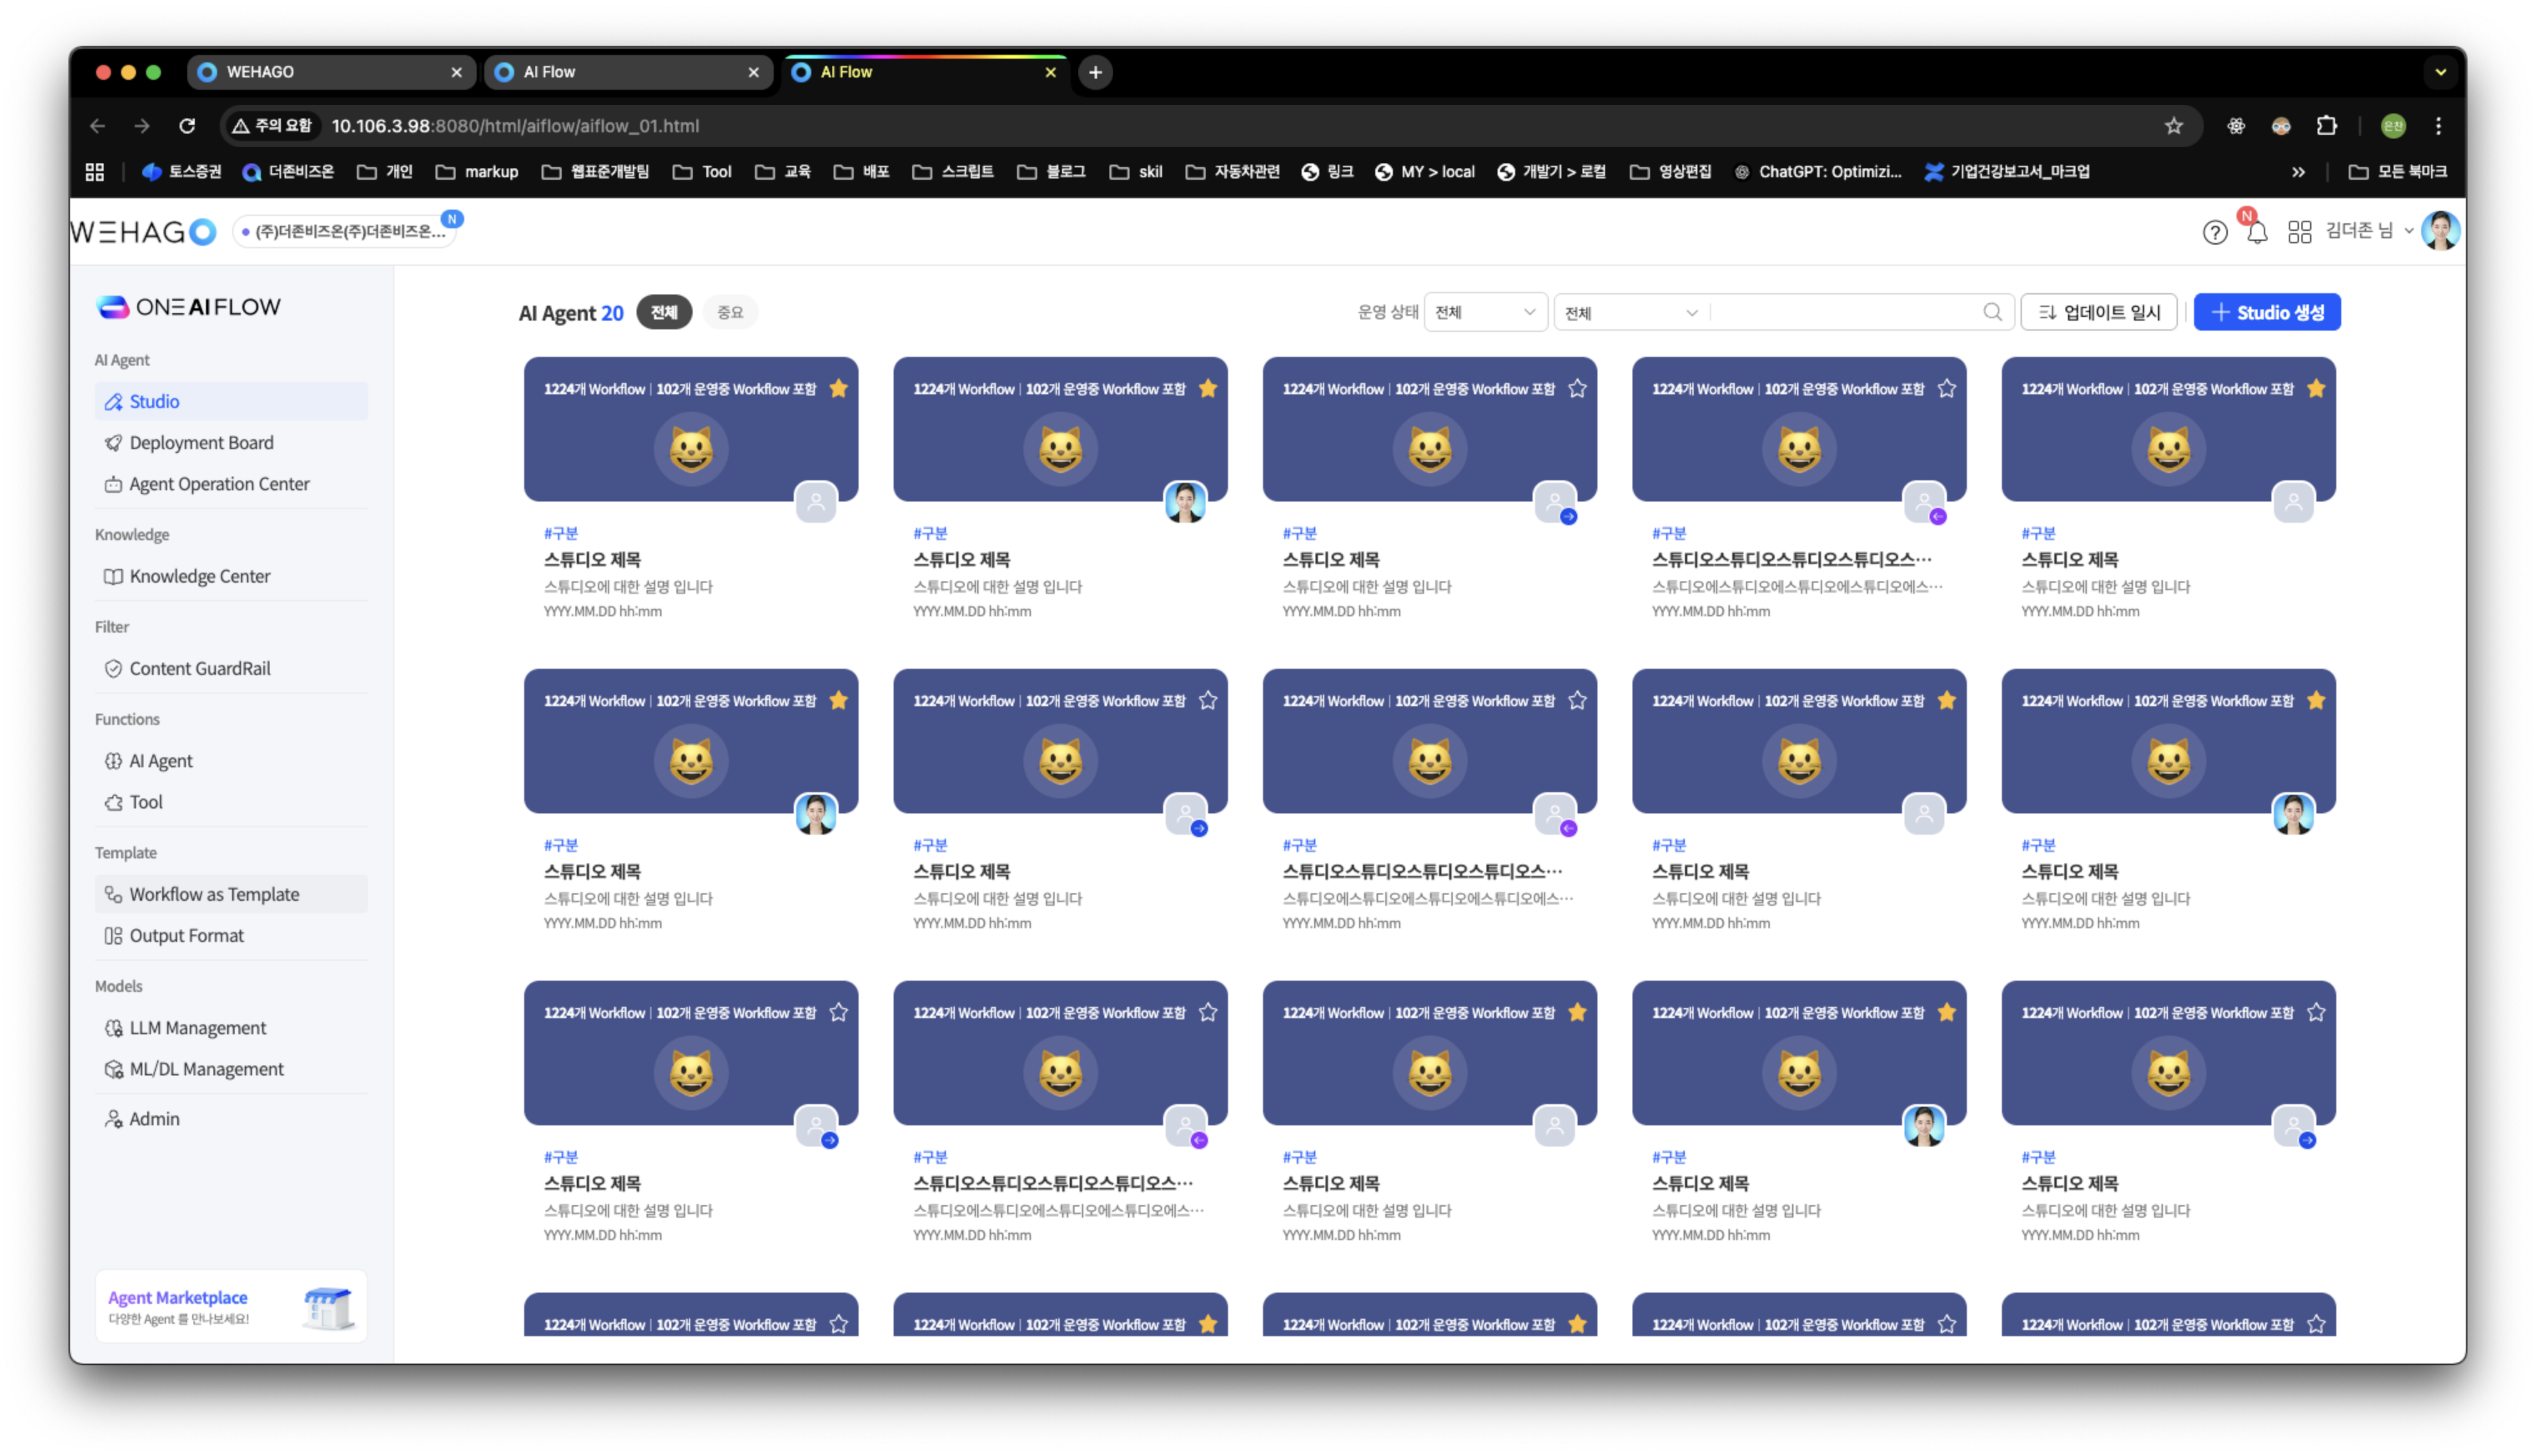 WEHAGO
AI Flow
AI Flow
주의 요함 10.106.3.98:8080/html/aiflow/aiflow_01.html
은찬
토스증권 더존비즈온 개인 markup 웹표준개발팀 Tool 교육 배포 스크립트 블로그 skil 자동차관련 링크 MY > local 개발기 > 로컬 영상편집 ChatGPT: Optimizi... 기업건강보고서_마크업 » 모든 북마크
WEHAGO (주)더존비즈온(주)더존비즈온... N
N 김더존 님
ONE AI FLOW
AI Agent
Studio
Deployment Board
Agent Operation Center
Knowledge
Knowledge Center
Filter
Content GuardRail
Functions
AI Agent
Tool
Template
Workflow as Template
Output Format
Models
LLM Management
ML/DL Management
Admin
Agent Marketplace
다양한 Agent 를 만나보세요!
AI Agent 20 전체 중요 운영 상태 전체 전체 업데이트 일시 Studio 생성
1224개 Workflow | 102개 운영중 Workflow 포함
#구분
스튜디오 제목
스튜디오에 대한 설명 입니다
YYYY.MM.DD hh:mm
1224개 Workflow | 102개 운영중 Workflow 포함
#구분
스튜디오 제목
스튜디오에 대한 설명 입니다
YYYY.MM.DD hh:mm
1224개 Workflow | 102개 운영중 Workflow 포함
#구분
스튜디오 제목
스튜디오에 대한 설명 입니다
YYYY.MM.DD hh:mm
1224개 Workflow | 102개 운영중 Workflow 포함
#구분
스튜디오스튜디오스튜디오스튜디오스…
스튜디오에스튜디오에스튜디오에스튜디오에스…
YYYY.MM.DD hh:mm
1224개 Workflow | 102개 운영중 Workflow 포함
#구분
스튜디오 제목
스튜디오에 대한 설명 입니다
YYYY.MM.DD hh:mm
1224개 Workflow | 102개 운영중 Workflow 포함
#구분
스튜디오 제목
스튜디오에 대한 설명 입니다
YYYY.MM.DD hh:mm
1224개 Workflow | 102개 운영중 Workflow 포함
#구분
스튜디오 제목
스튜디오에 대한 설명 입니다
YYYY.MM.DD hh:mm
1224개 Workflow | 102개 운영중 Workflow 포함
#구분
스튜디오스튜디오스튜디오스튜디오스…
스튜디오에스튜디오에스튜디오에스튜디오에스…
YYYY.MM.DD hh:mm
1224개 Workflow | 102개 운영중 Workflow 포함
#구분
스튜디오 제목
스튜디오에 대한 설명 입니다
YYYY.MM.DD hh:mm
1224개 Workflow | 102개 운영중 Workflow 포함
#구분
스튜디오 제목
스튜디오에 대한 설명 입니다
YYYY.MM.DD hh:mm
1224개 Workflow | 102개 운영중 Workflow 포함
#구분
스튜디오 제목
스튜디오에 대한 설명 입니다
YYYY.MM.DD hh:mm
1224개 Workflow | 102개 운영중 Workflow 포함
#구분
스튜디오스튜디오스튜디오스튜디오스…
스튜디오에스튜디오에스튜디오에스튜디오에스…
YYYY.MM.DD hh:mm
1224개 Workflow | 102개 운영중 Workflow 포함
#구분
스튜디오 제목
스튜디오에 대한 설명 입니다
YYYY.MM.DD hh:mm
1224개 Workflow | 102개 운영중 Workflow 포함
#구분
스튜디오 제목
스튜디오에 대한 설명 입니다
YYYY.MM.DD hh:mm
1224개 Workflow | 102개 운영중 Workflow 포함
#구분
스튜디오 제목
스튜디오에 대한 설명 입니다
YYYY.MM.DD hh:mm
1224개 Workflow | 102개 운영중 Workflow 포함
1224개 Workflow | 102개 운영중 Workflow 포함
1224개 Workflow | 102개 운영중 Workflow 포함
1224개 Workflow | 102개 운영중 Workflow 포함
1224개 Workflow | 102개 운영중 Workflow 포함